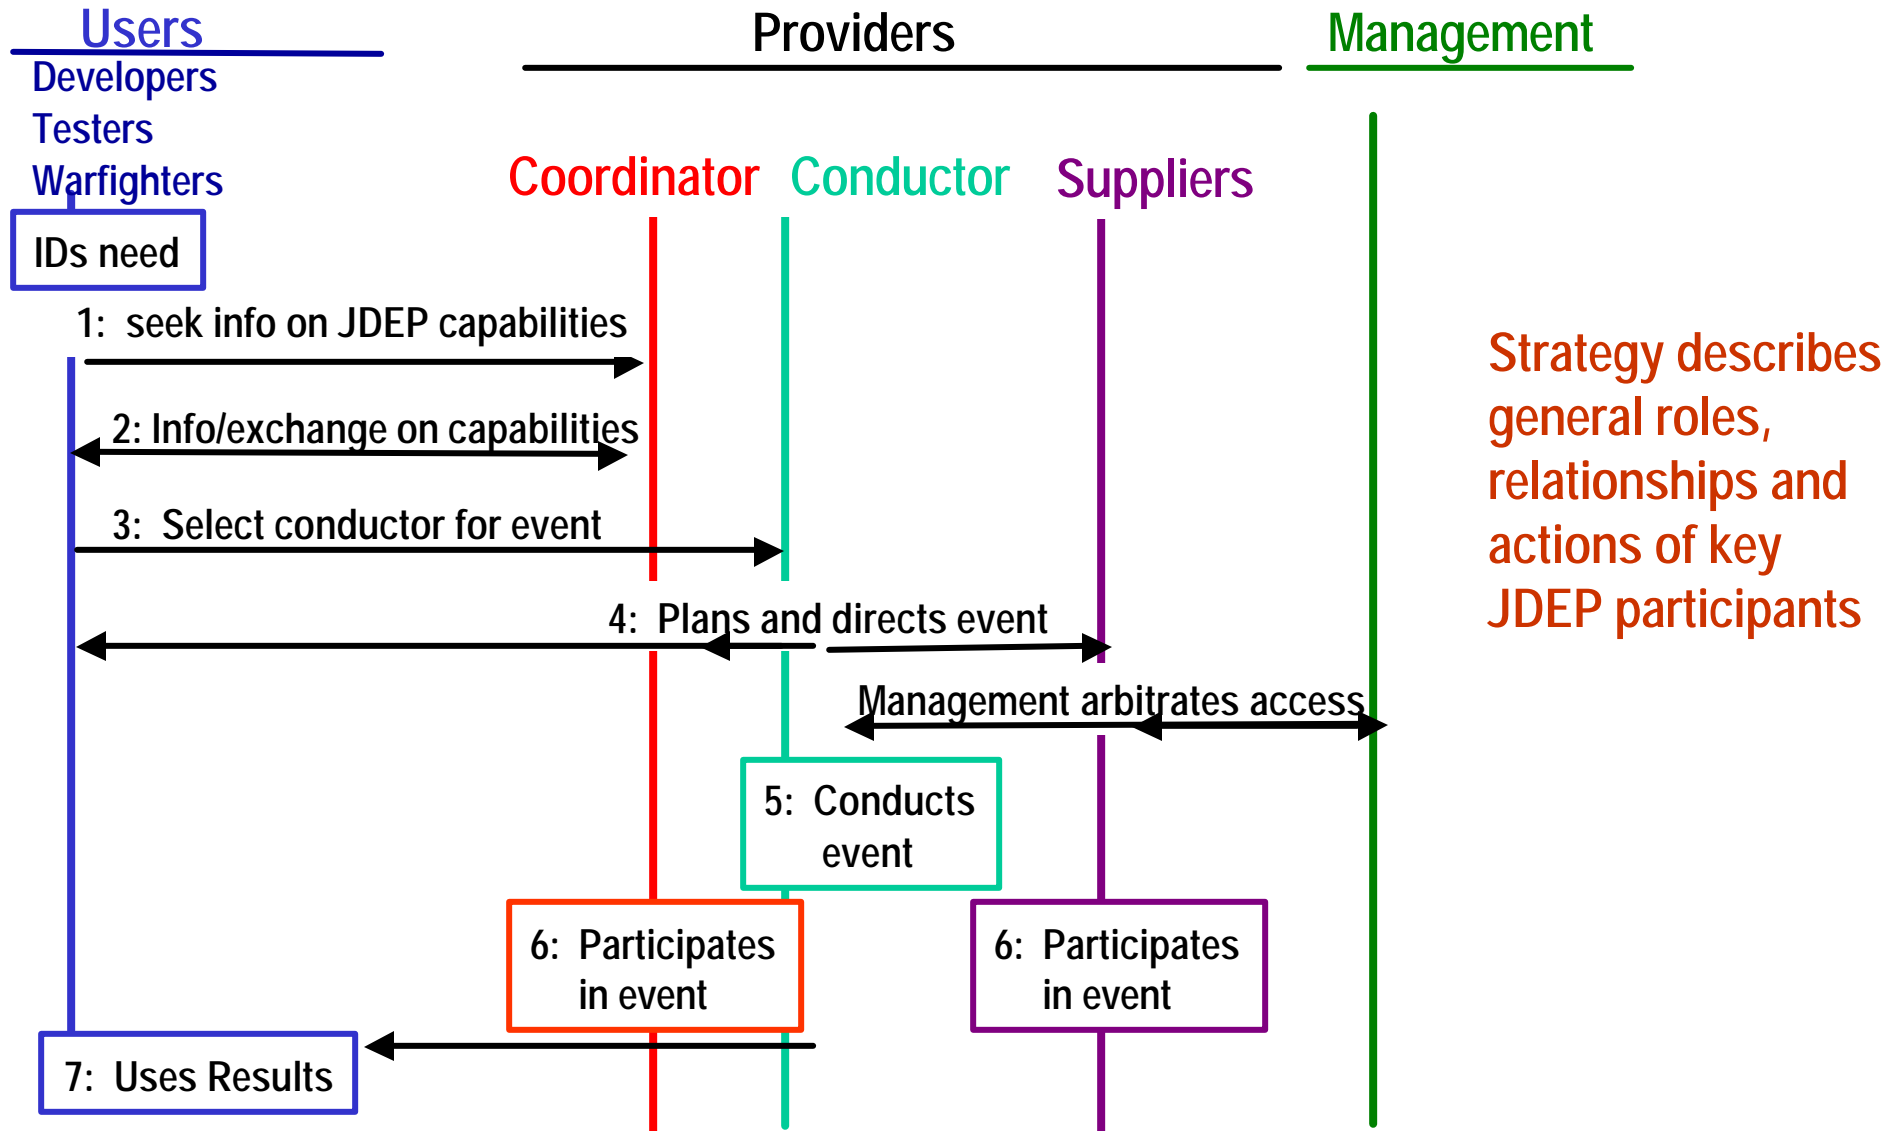 Users
Providers
Management
Developers
Testers
Warfighters
Coordinator
Conductor
Suppliers
IDs need
1: seek info on JDEP capabilities
2: Info/exchange on capabilities
3: Select conductor for event
4: Plans and directs event
Management arbitrates access
5: Conducts
event
6: Participates
in event
6: Participates
in event
7: Uses Results
Strategy describes
general roles,
relationships and
actions of key
JDEP participants